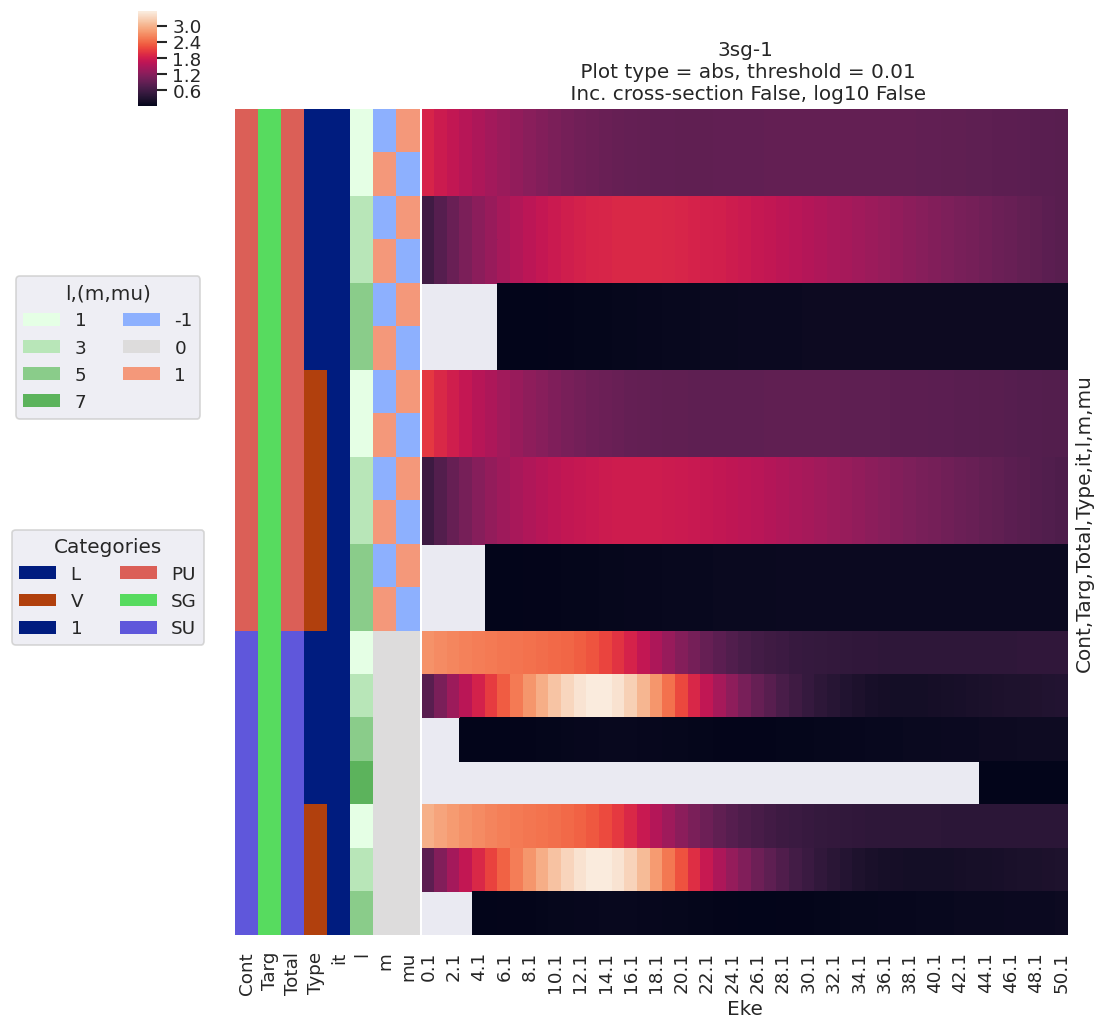 3.0
2.4
1.8
1.2
0.6
3sg-1
Plot type = abs, threshold = 0.01
Inc. cross-section False, log10 False
l,(m,mu)
1 -1
3 0
5 1
7
Categories
L PU
V SG
1 SU
Cont,Targ,Total,Type,it,l,m,mu
Cont Targ Total Type it l m mu 0.1 2.1 4.1 6.1 8.1 10.1 12.1 14.1 16.1 18.1 20.1 22.1 24.1 26.1 28.1 30.1 32.1 34.1 36.1 38.1 40.1 42.1 44.1 46.1 48.1 50.1
Eke